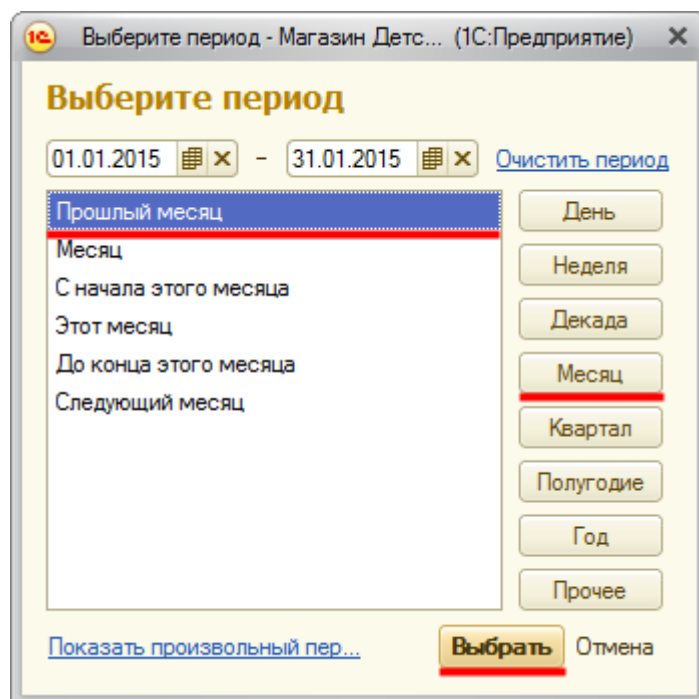 1С Выберите период - Магазин Детс... (1С:Предприятие)
Выберите период
01.01.2015 - 31.01.2015 Очистить период
Прошлый месяц
Месяц
С начала этого месяца
Этот месяц
До конца этого месяца
Следующий месяц
День
Неделя
Декада
Месяц
Квартал
Полугодие
Год
Прочее
Показать произвольный пер... Выбрать Отмена